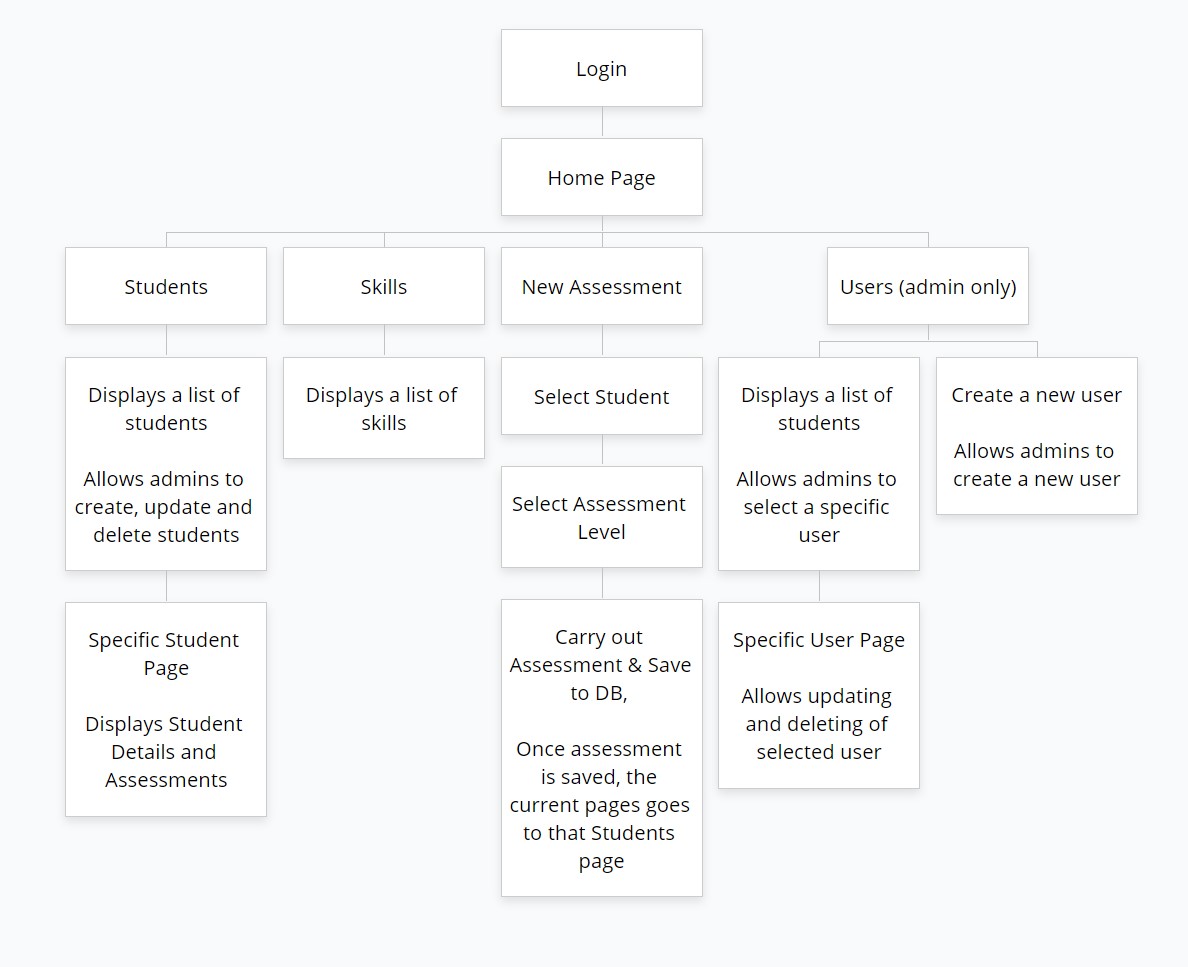 Login
Home Page
Students
Skills
New Assessment
Users (admin only)
Displays a list of
students
Allows admins to
create, update and
delete students
Displays a list of
skills
Select Student
Displays a list of
students
Allows admins to
select a specific
user
Create a new user
Allows admins to
create a new user
Select Assessment
Level
Specific Student
Page
Displays Student
Details and
Assessments
Carry out
Assessment & Save
to DB,
Once assessment
is saved, the
current pages goes
to that Students
page
Specific User Page
Allows updating
and deleting of
selected user